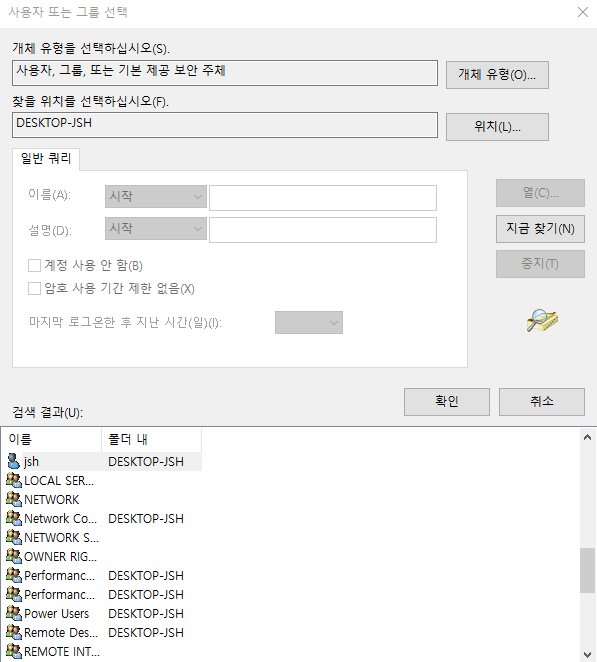 사용자 또는 그룹 선택
개체 유형을 선택하십시오(S).
사용자, 그룹, 또는 기본 제공 보안 주체
개체 유형(O)...
찾을 위치를 선택하십시오(F).
DESKTOP-JSH
위치(L)...
일반 쿼리
이름(A): 시작
열(C)...
설명(D): 시작
지금 찾기(N)
계정 사용 안 함(B)
중지(T)
암호 사용 기간 제한 없음(X)
마지막 로그온한 후 지난 시간(일)(I):
확인 취소
검색 결과(U):
이름 폴더 내
jsh DESKTOP-JSH
LOCAL SER...
NETWORK
Network Co... DESKTOP-JSH
NETWORK S...
OWNER RIG...
Performanc... DESKTOP-JSH
Performanc... DESKTOP-JSH
Power Users DESKTOP-JSH
Remote Des... DESKTOP-JSH
REMOTE INT...